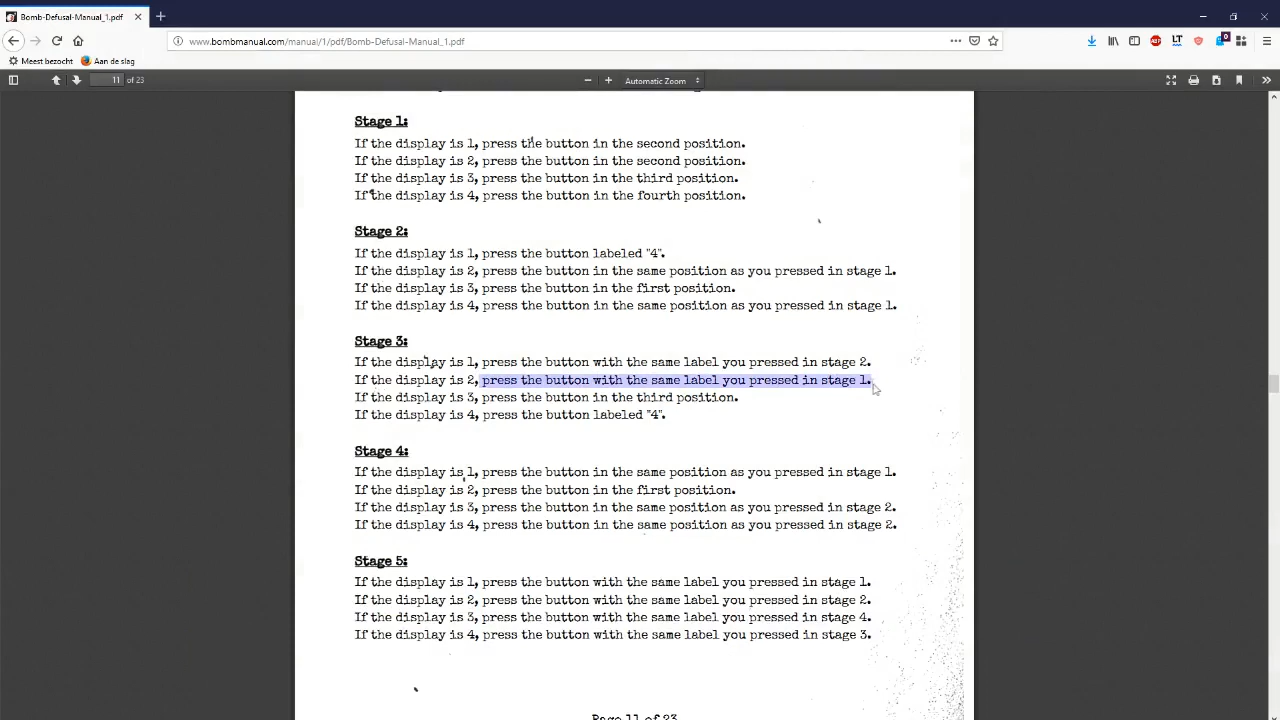 Bomb-Defusal-Manual_1.pdf
www.bombmanual.com/manual/1/pdf/Bomb-Defusal-Manual_1.pdf
Meest bezocht Aan de slag
11 of 23 Automatic Zoom
Stage 1:
If the display is 1, press the button in the second position.
If the display is 2, press the button in the second position.
If the display is 3, press the button in the third position.
If the display is 4, press the button in the fourth position.
Stage 2:
If the display is 1, press the button labeled "4".
If the display is 2, press the button in the same position as you pressed in stage 1.
If the display is 3, press the button in the first position.
If the display is 4, press the button in the same position as you pressed in stage 1.
Stage 3:
If the display is 1, press the button with the same label you pressed in stage 2.
If the display is 2, press the button with the same label you pressed in stage 1.
If the display is 3, press the button in the third position.
If the display is 4, press the button labeled "4".
Stage 4:
If the display is 1, press the button in the same position as you pressed in stage 1.
If the display is 2, press the button in the first position.
If the display is 3, press the button in the same position as you pressed in stage 2.
If the display is 4, press the button in the same position as you pressed in stage 2.
Stage 5:
If the display is 1, press the button with the same label you pressed in stage 1.
If the display is 2, press the button with the same label you pressed in stage 2.
If the display is 3, press the button with the same label you pressed in stage 4.
If the display is 4, press the button with the same label you pressed in stage 3.
Page 11 of 23